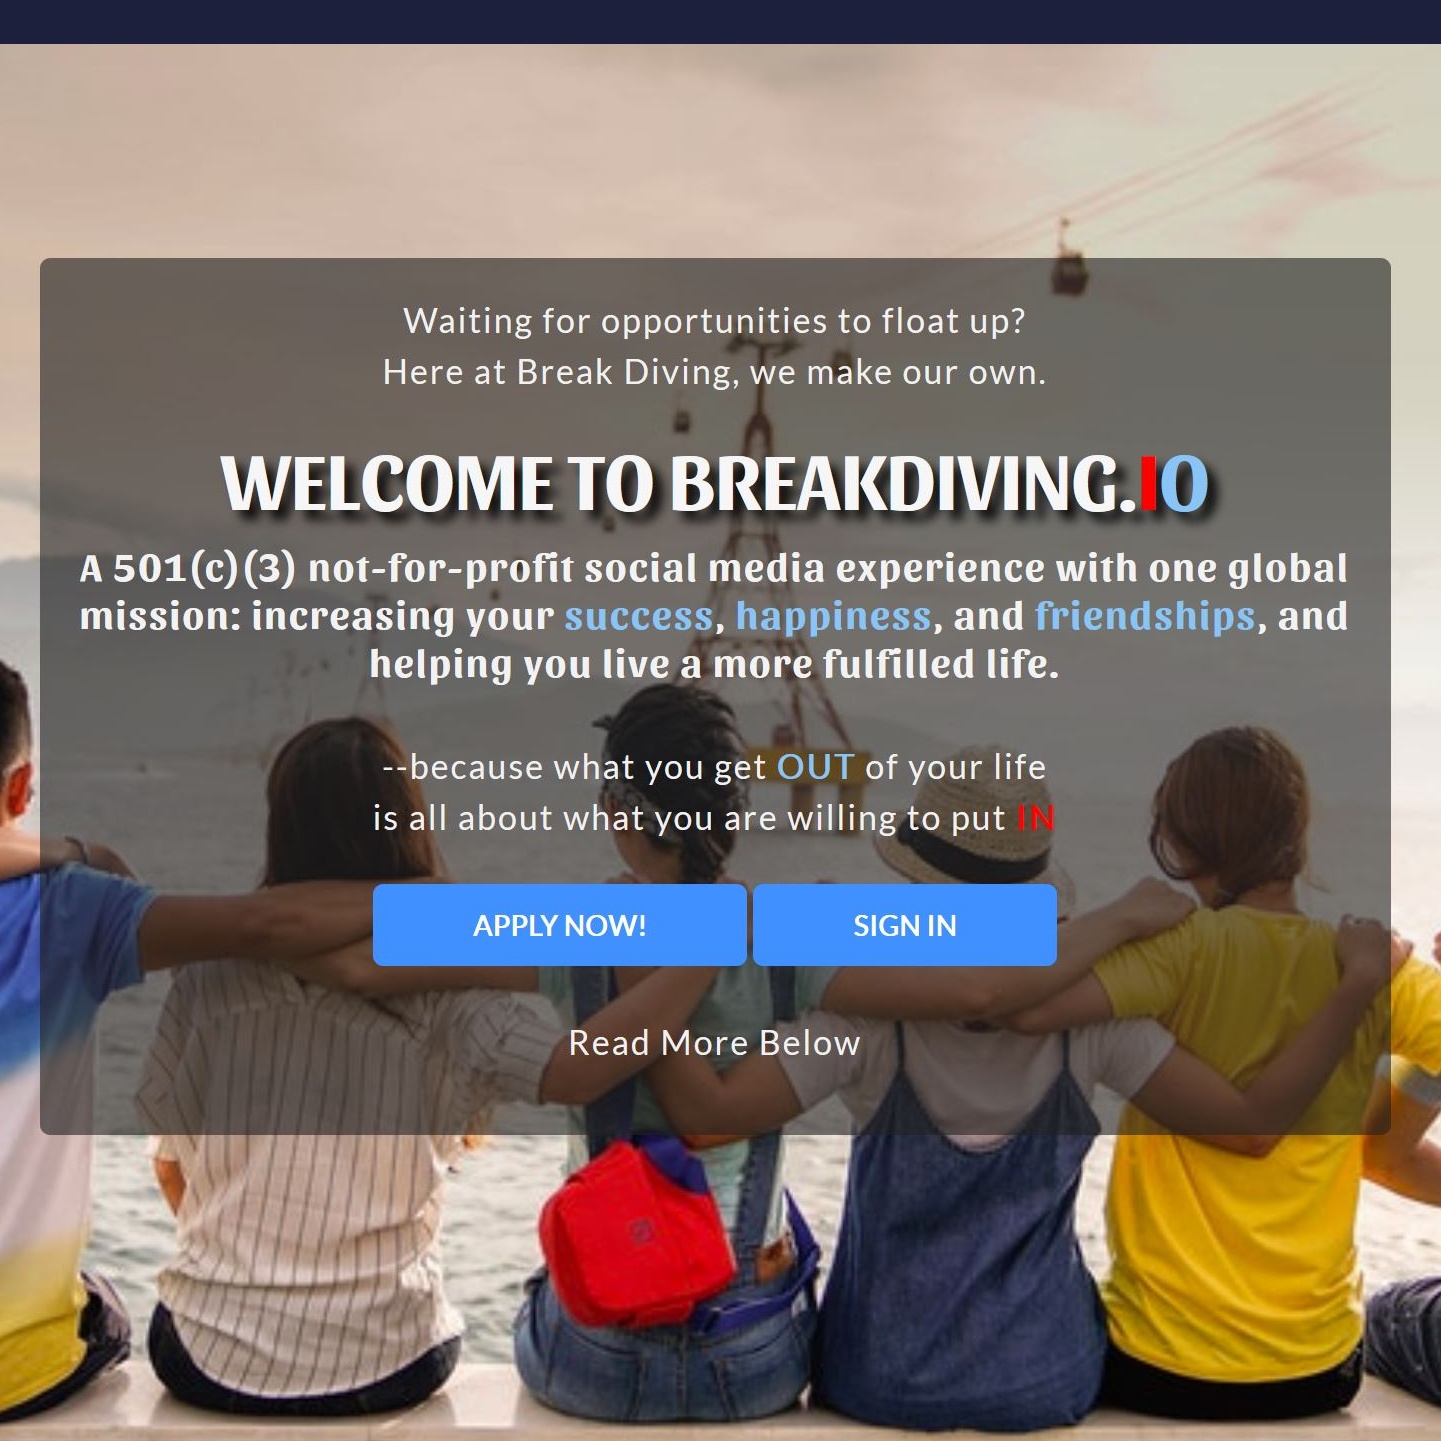 Waiting for opportunities to float up?
Here at Break Diving, we make our own.
WELCOME TO BREAKDIVING.IO
A 501(c)(3) not-for-profit social media experience with one global
mission: increasing your success, happiness, and friendships, and
helping you live a more fulfilled life.
--because what you get OUT of your life
is all about what you are willing to put IN
APPLY NOW! SIGN IN
Read More Below